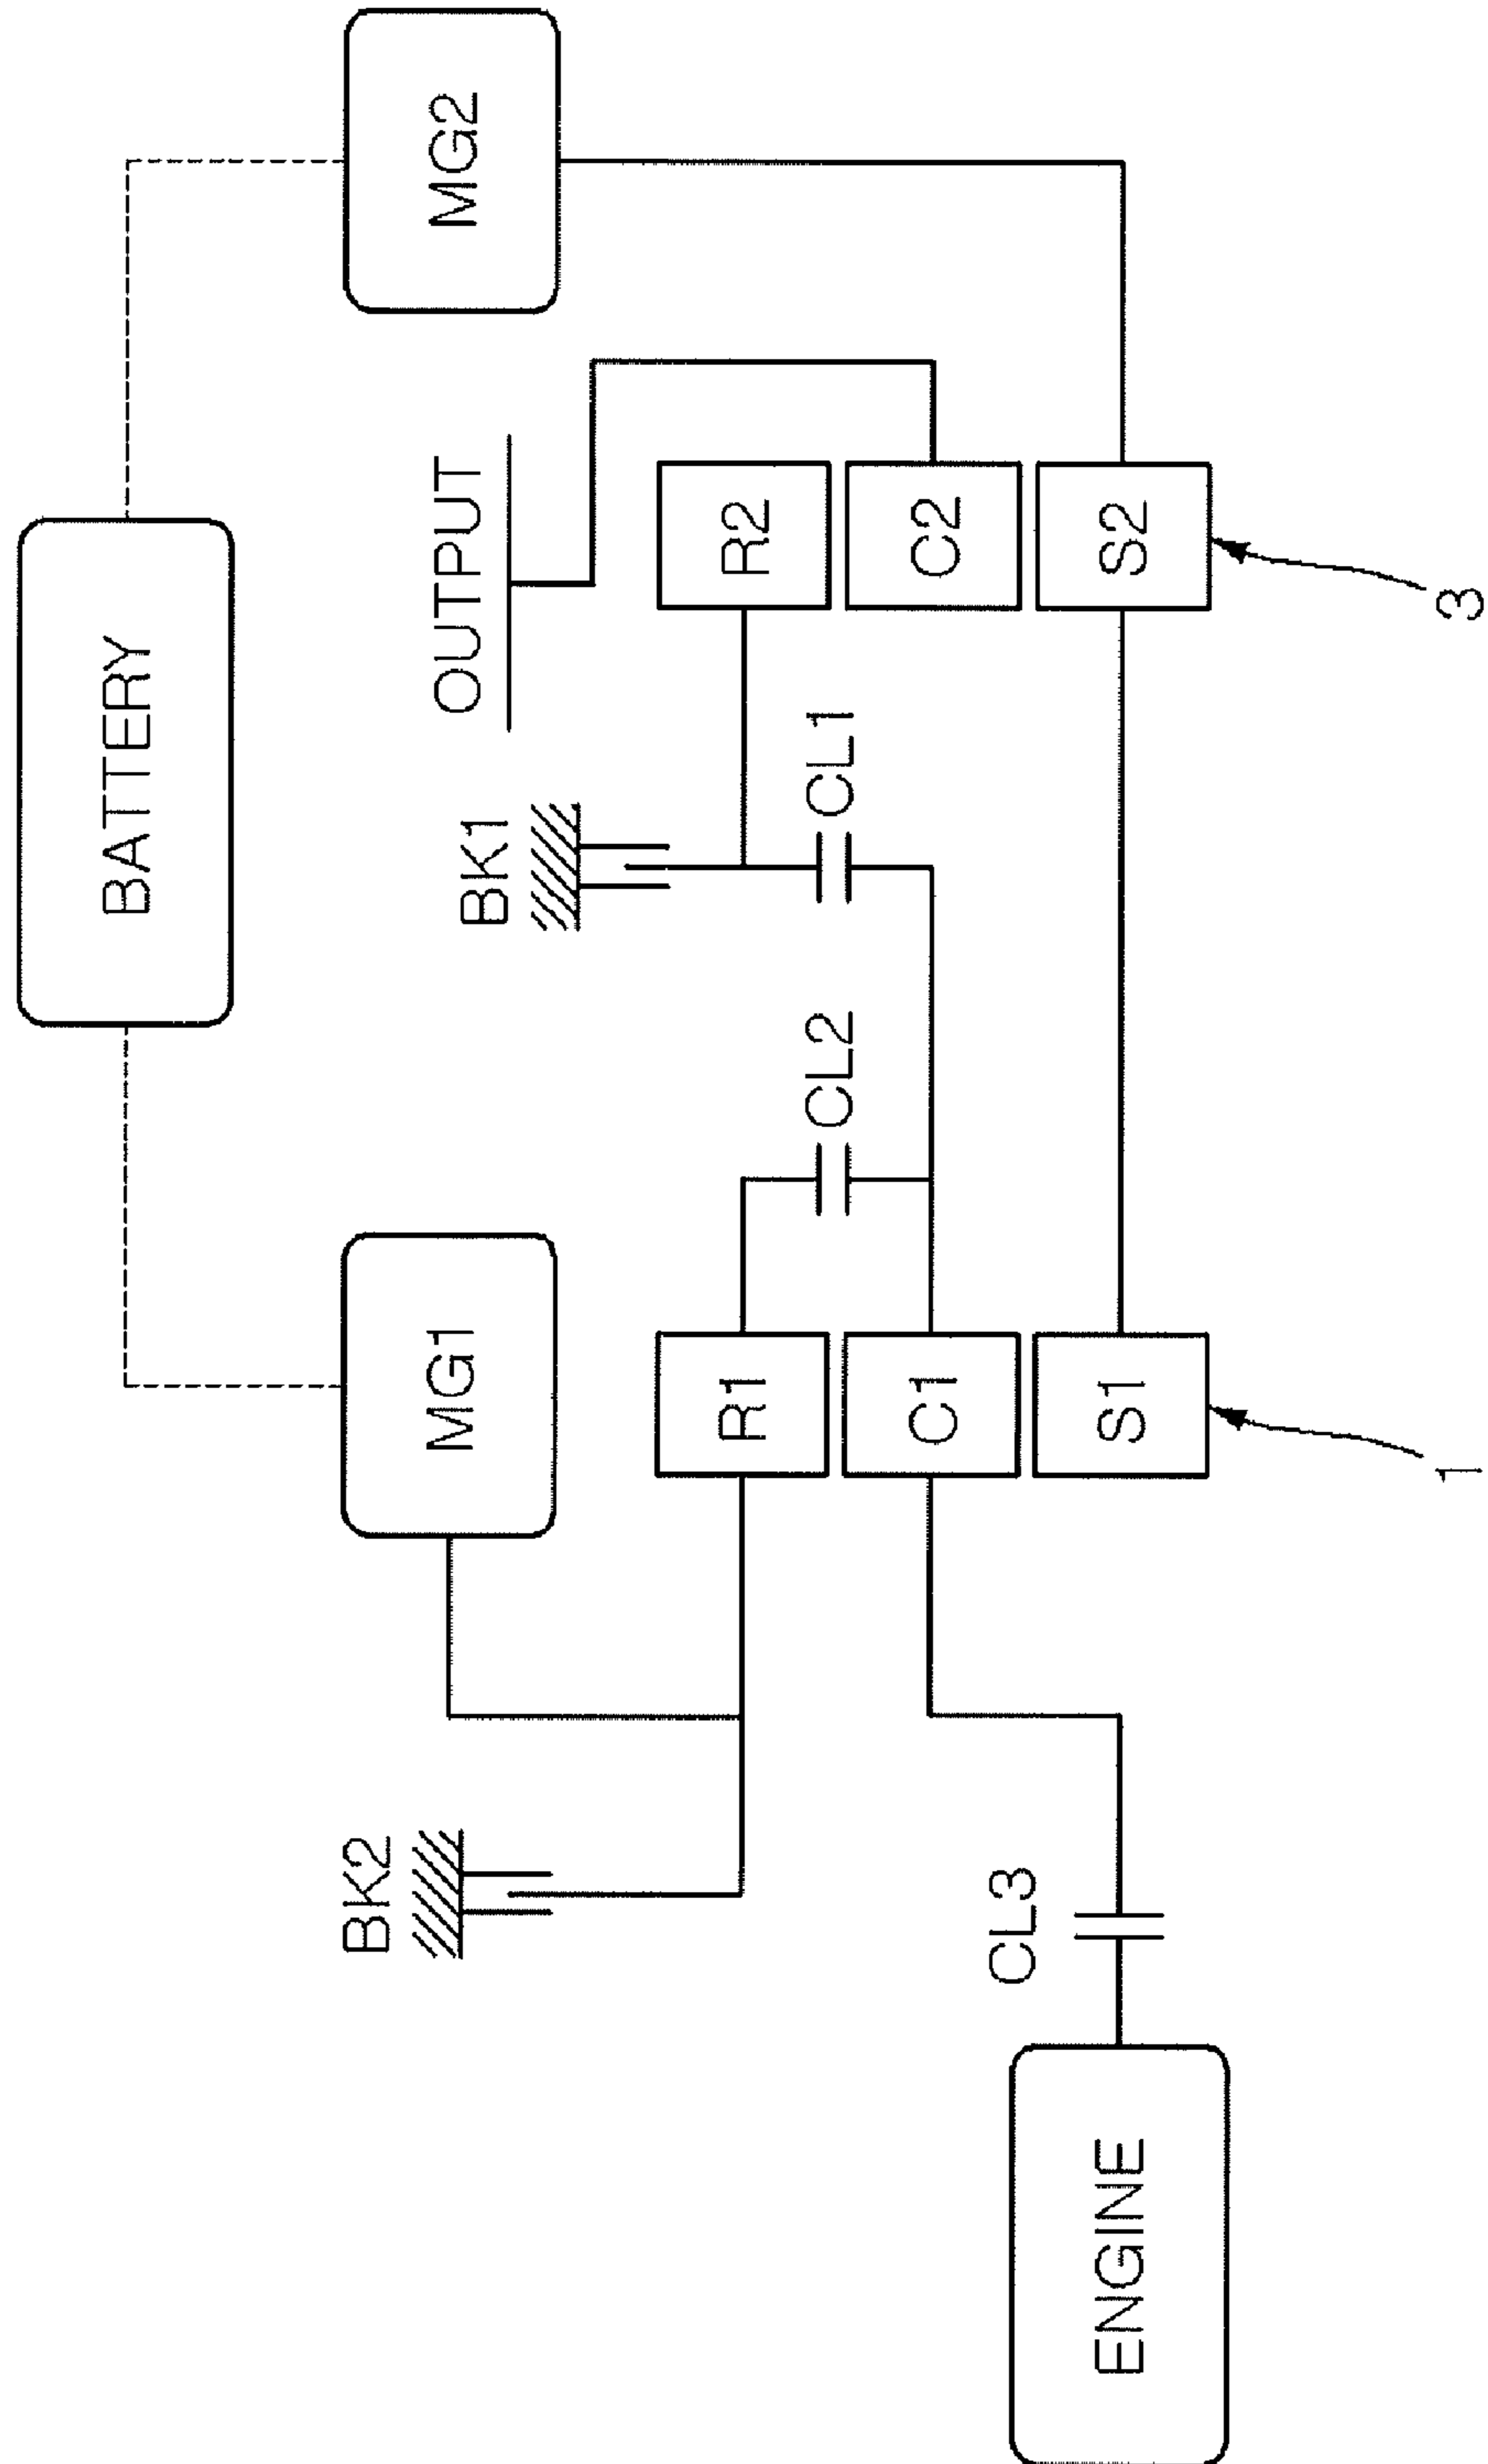 BATTERY
MG1
MG2
OUTPUT
BK2
BK1
R1
R2
CL2
CL1
C1
C2
CL3
S1
S2
ENGINE
1
3